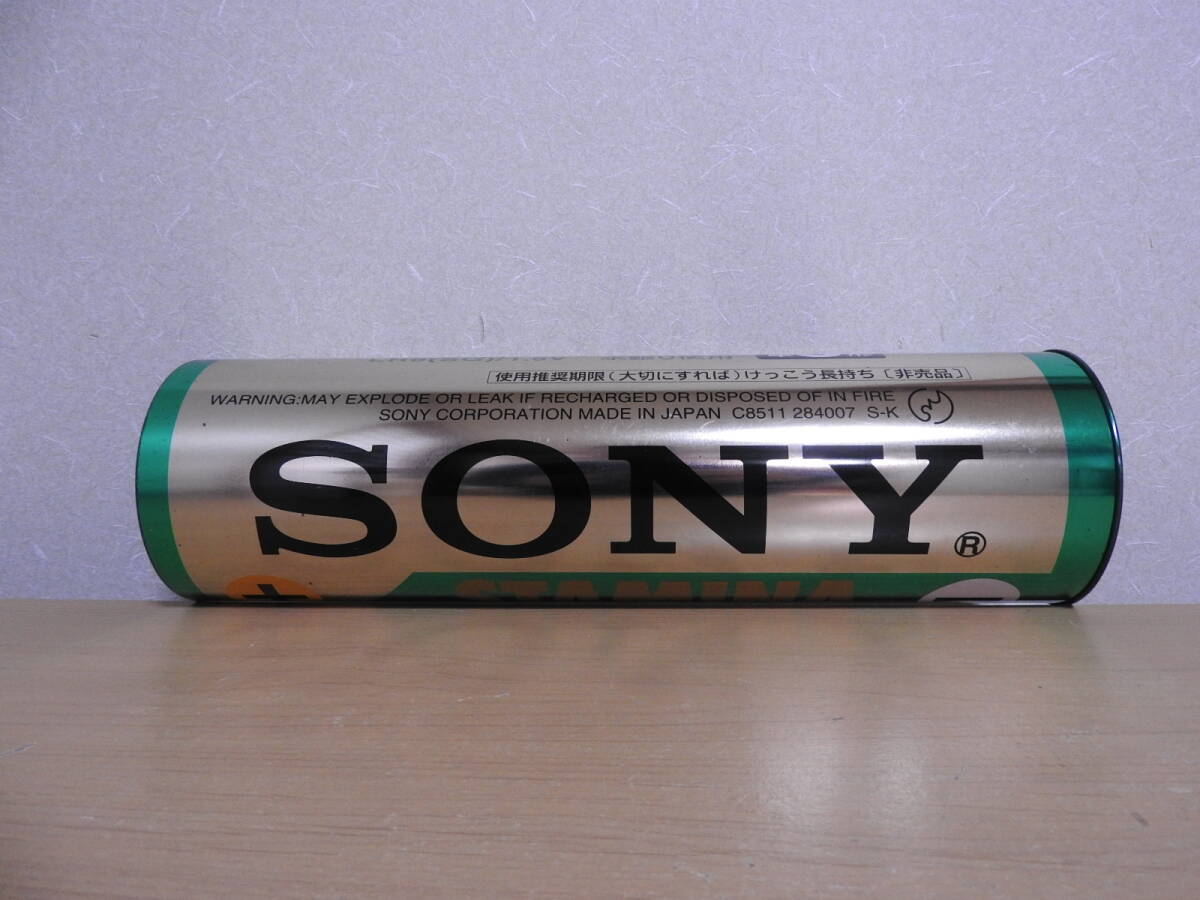 使用推奨期限（大切にすれば）けっこう長持ち［非売品］
WARNING:MAY EXPLODE OR LEAK IF RECHARGED OR DISPOSED OF IN FIRE
SONY CORPORATION MADE IN JAPAN C8511 284007 S-K
SONY®
STAMINA